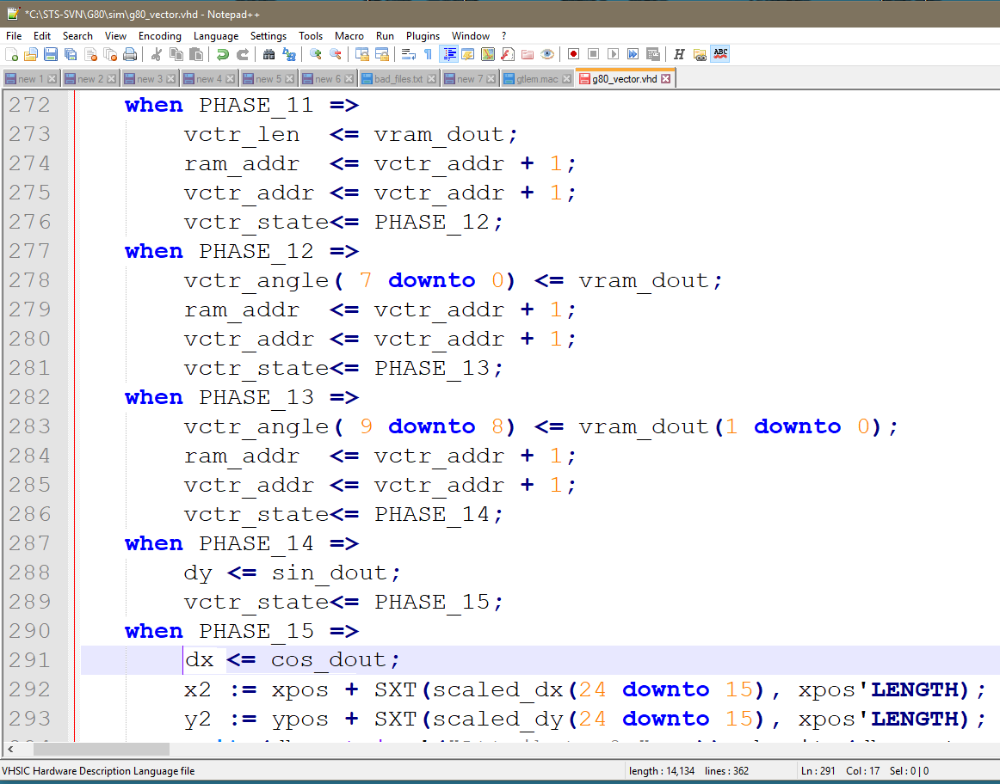 *C:\STS-SVN\G80\sim\g80_vector.vhd - Notepad++
File Edit Search View Encoding Language Settings Tools Macro Run Plugins Window ?
new 1 new 2 new 3 new 4 new 5 new 6 bad_files.txt new 7 gtlem.mac g80_vector.vhd
272 when PHASE_11 =>
273 vctr_len <= vram_dout;
274 ram_addr <= vctr_addr + 1;
275 vctr_addr <= vctr_addr + 1;
276 vctr_state<= PHASE_12;
277 when PHASE_12 =>
278 vctr_angle( 7 downto 0) <= vram_dout;
279 ram_addr <= vctr_addr + 1;
280 vctr_addr <= vctr_addr + 1;
281 vctr_state<= PHASE_13;
282 when PHASE_13 =>
283 vctr_angle( 9 downto 8) <= vram_dout(1 downto 0);
284 ram_addr <= vctr_addr + 1;
285 vctr_addr <= vctr_addr + 1;
286 vctr_state<= PHASE_14;
287 when PHASE_14 =>
288 dy <= sin_dout;
289 vctr_state<= PHASE_15;
290 when PHASE_15 =>
291 dx <= cos_dout;
292 x2 := xpos + SXT(scaled_dx(24 downto 15), xpos'LENGTH);
293 y2 := ypos + SXT(scaled_dy(24 downto 15), xpos'LENGTH);
VHSIC Hardware Description Language file length : 14,134 lines : 362 Ln : 291 Col : 17 Sel : 0 | 0